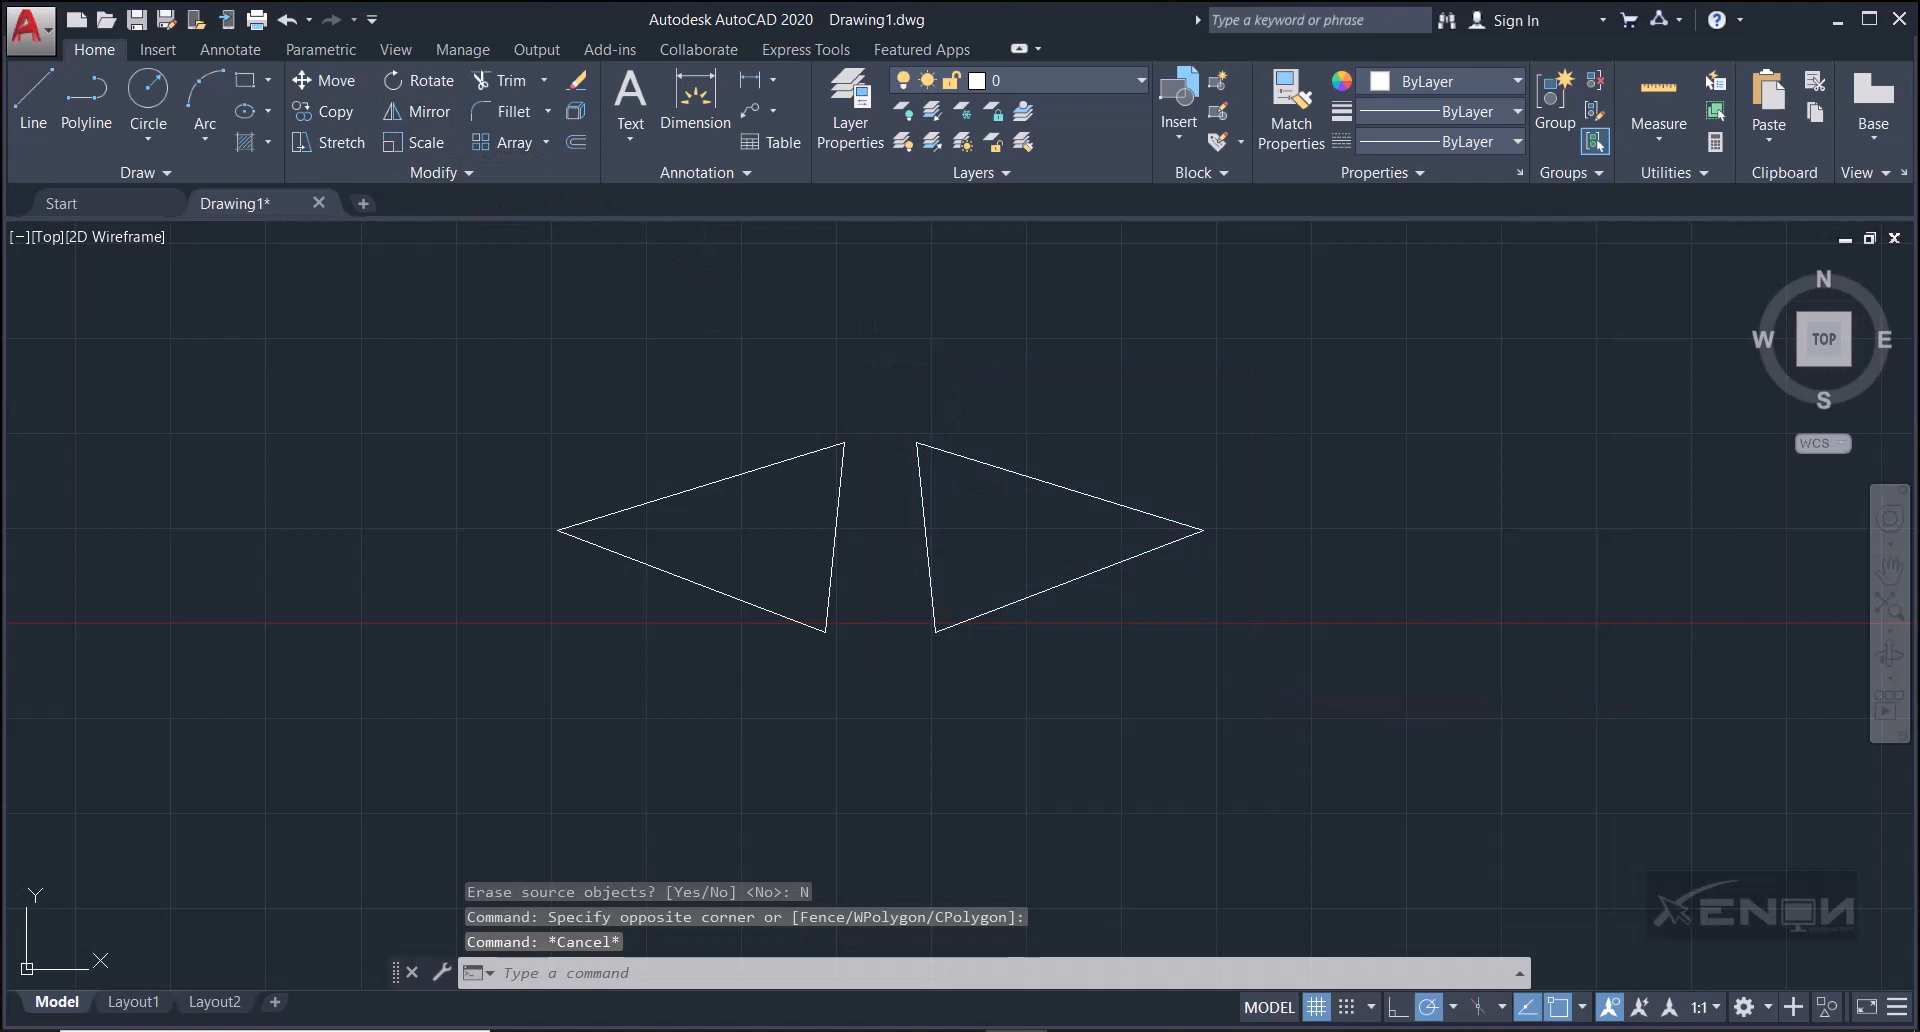 Autodesk AutoCAD 2020 Drawing1.dwg
Type a keyword or phrase
Sign In
Home Insert Annotate Parametric View Manage Output Add-ins Collaborate Express Tools Featured Apps
Line Polyline Circle Arc
Move Rotate Trim
Copy Mirror Fillet
Stretch Scale Array
Text Dimension Table
Layer Properties
0
Insert
Match Properties
ByLayer
ByLayer
ByLayer
Group Measure Paste Base
Draw Modify Annotation Layers Block Properties Groups Utilities Clipboard View
Start Drawing1*
[−][Top][2D Wireframe]
N
W TOP E
S
WCS
Y
X
Erase source objects? [Yes/No] <No>: N
Command: Specify opposite corner or [Fence/WPolygon/CPolygon]:
Command: *Cancel*
XENON
Type a command
Model Layout1 Layout2
MODEL 1:1